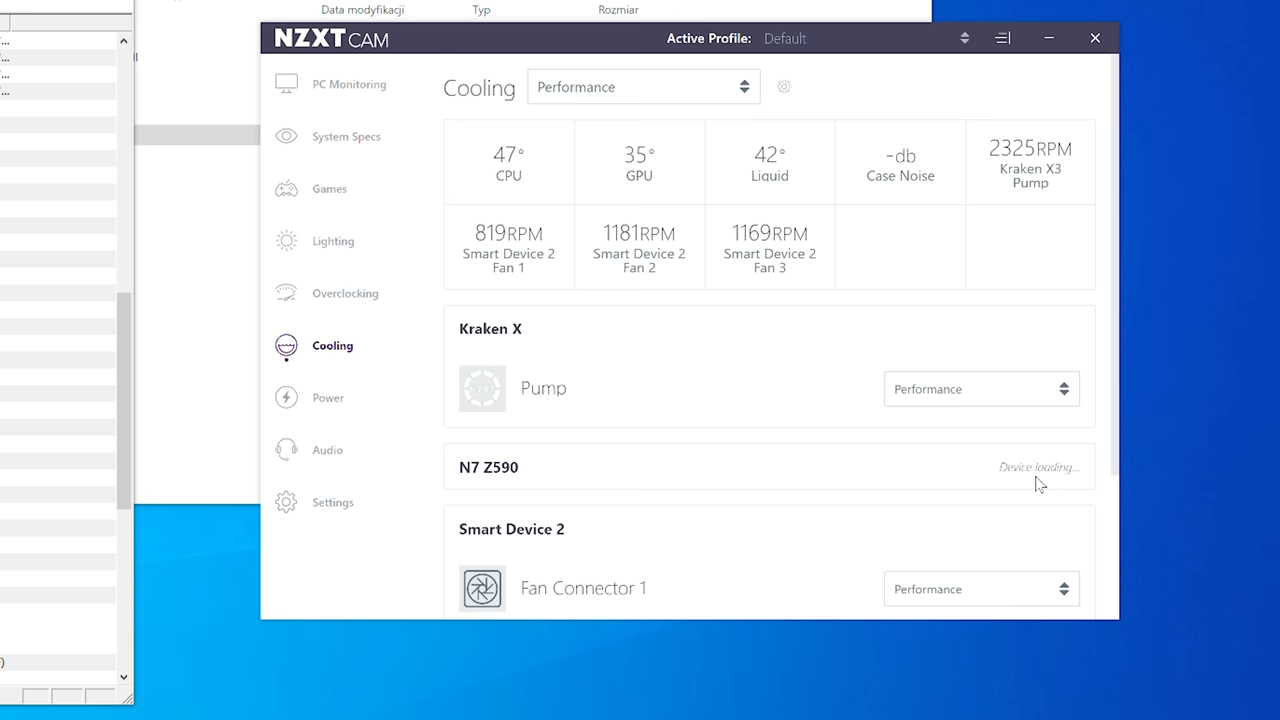 Data modyfikacji Typ Rozmiar
NZXT CAM
Active Profile: Default
PC Monitoring
System Specs
Games
Lighting
Overclocking
Cooling
Power
Audio
Settings
Cooling Performance
47° 35° 42° -db 2325RPM
CPU GPU Liquid Case Noise Kraken X3
Pump
819RPM 1181RPM 1169RPM
Smart Device 2 Smart Device 2 Smart Device 2
Fan 1 Fan 2 Fan 3
Kraken X
NZXT
Pump Performance
N7 Z590 Device loading...
Smart Device 2
Fan Connector 1 Performance